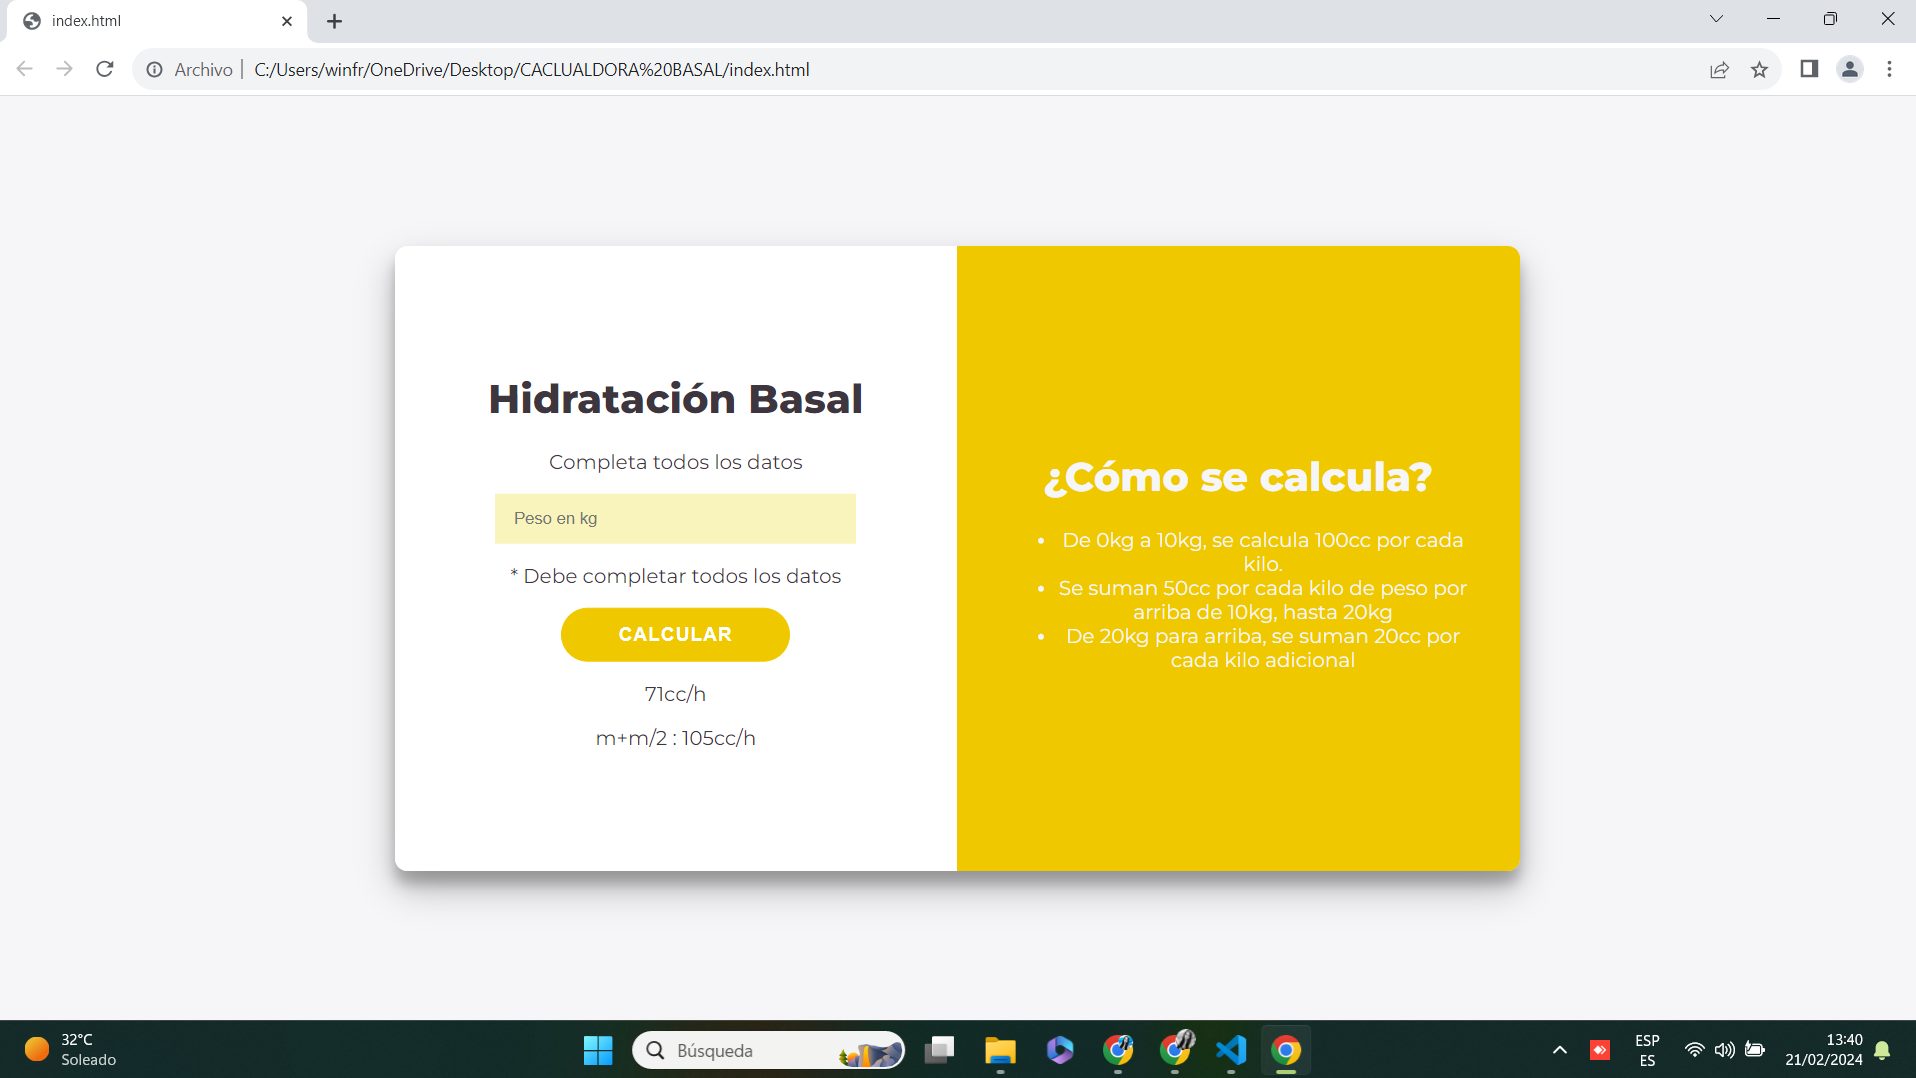 index.html
Archivo
C:/Users/winfr/OneDrive/Desktop/CACLUALDORA%20BASAL/index.html
Hidratación Basal
Completa todos los datos
Peso en kg
* Debe completar todos los datos
CALCULAR
71cc/h
m+m/2 : 105cc/h
¿Cómo se calcula?
• De 0kg a 10kg, se calcula 100cc por cada
kilo.
• Se suman 50cc por cada kilo de peso por
arriba de 10kg, hasta 20kg
• De 20kg para arriba, se suman 20cc por
cada kilo adicional
32°C
Soleado
Búsqueda
ESP
ES
13:40
21/02/2024